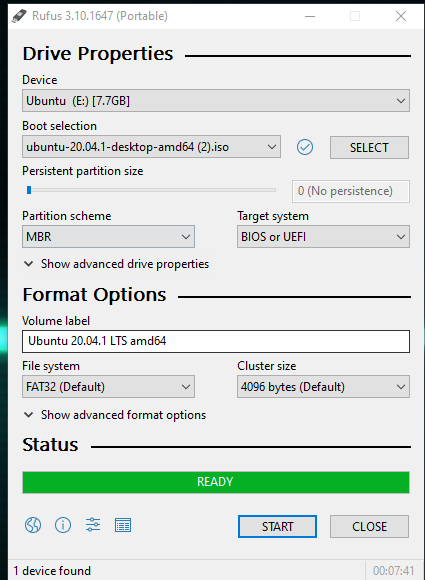 Rufus 3.10.1647 (Portable)
Drive Properties
Device
Ubuntu (E:) [7.7GB]
Boot selection
ubuntu-20.04.1-desktop-amd64 (2).iso
SELECT
Persistent partition size
0 (No persistence)
Partition scheme
Target system
MBR
BIOS or UEFI
Show advanced drive properties
Format Options
Volume label
Ubuntu 20.04.1 LTS amd64
File system
Cluster size
FAT32 (Default)
4096 bytes (Default)
Show advanced format options
Status
READY
START
CLOSE
1 device found
00:07:41